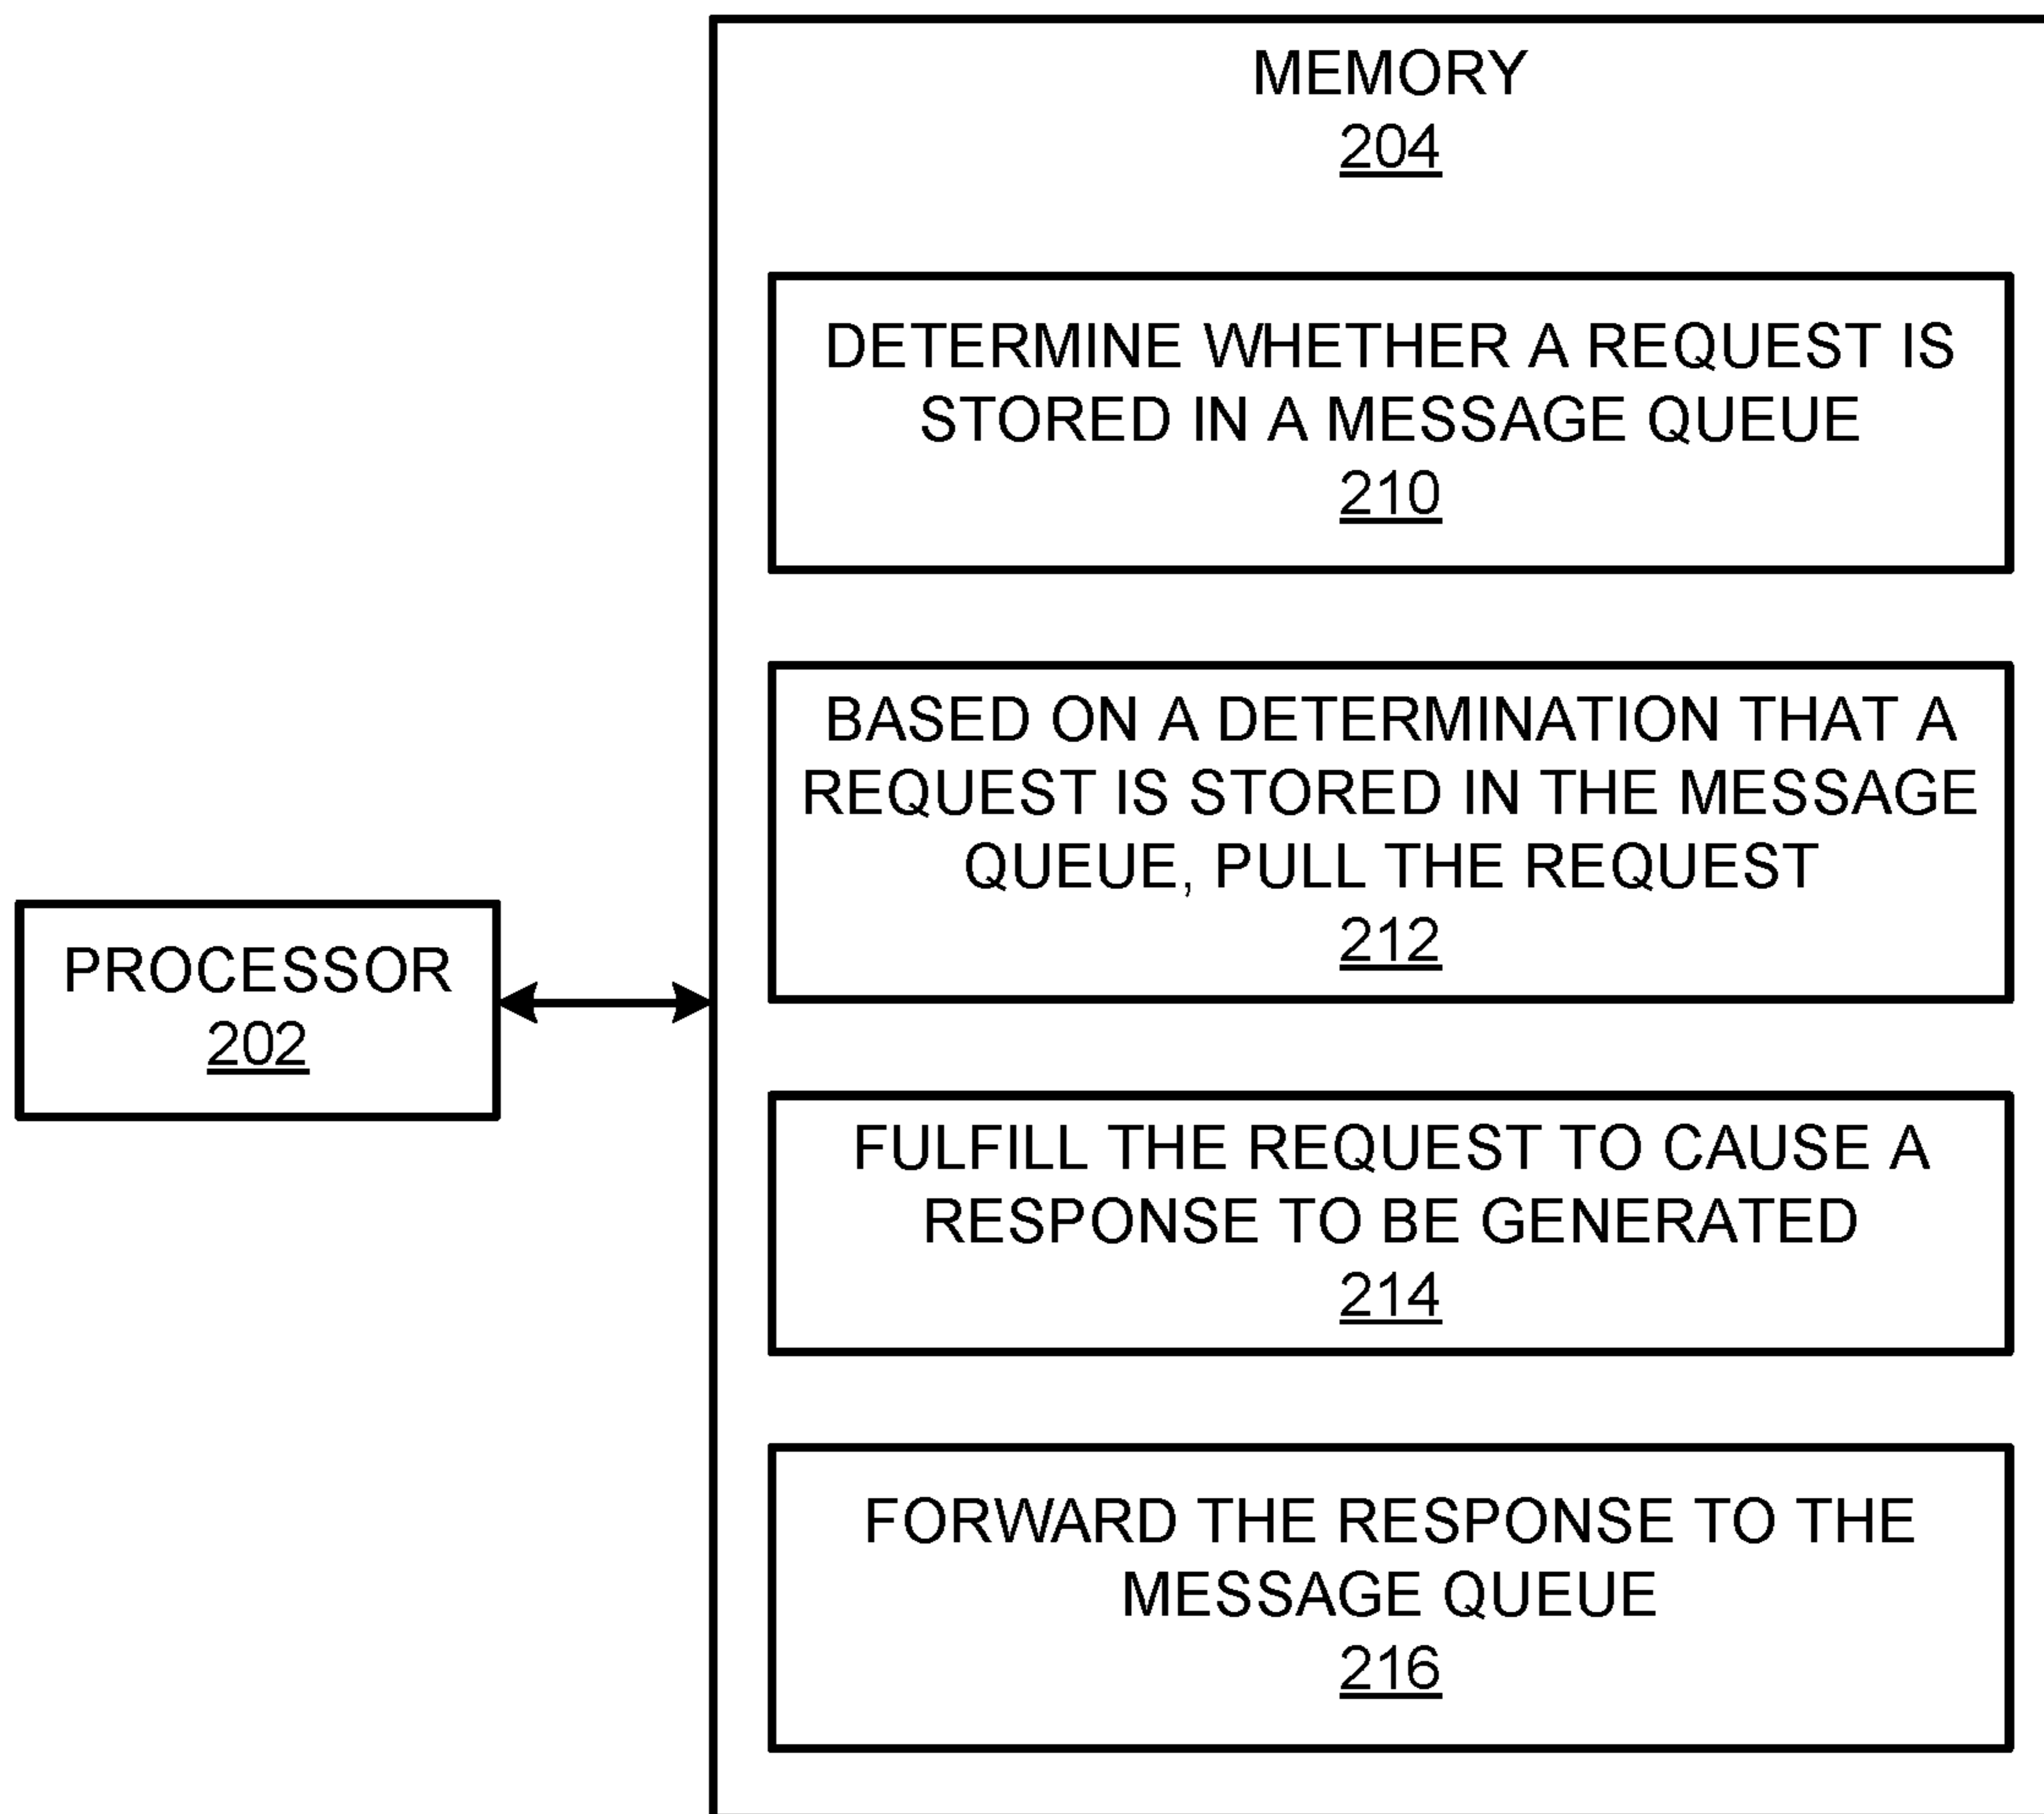 MEMORY
204
DETERMINE WHETHER A REQUEST IS
STORED IN A MESSAGE QUEUE
210
BASED ON A DETERMINATION THAT A
REQUEST IS STORED IN THE MESSAGE
QUEUE, PULL THE REQUEST
212
PROCESSOR
202
FULFILL THE REQUEST TO CAUSE A
RESPONSE TO BE GENERATED
214
FORWARD THE RESPONSE TO THE
MESSAGE QUEUE
216